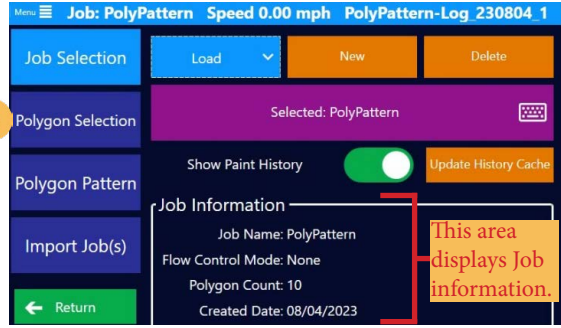 Menu Job: PolyPattern Speed 0.00 mph PolyPattern-Log_230804_1
Job Selection
Load
New
Delete
Polygon Selection
Selected: PolyPattern
Polygon Pattern
Show Paint History
Update History Cache
Import Job(s)
Job Information
Job Name: PolyPattern
Flow Control Mode: None
Polygon Count: 10
Created Date: 08/04/2023
This area
displays Job
information.
Return